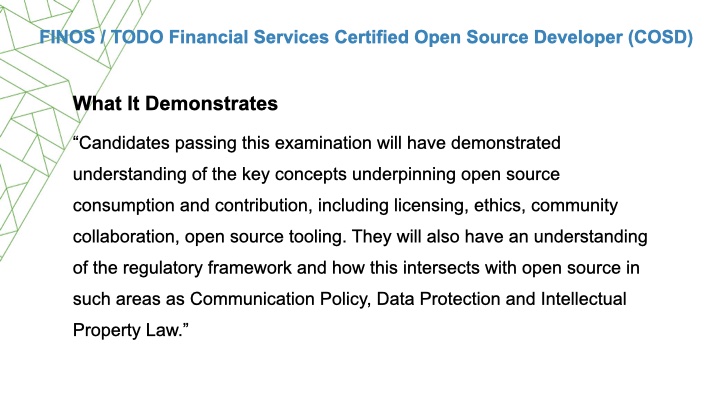 FINOS / TODO Financial Services Certified Open Source Developer (COSD)
What It Demonstrates
“Candidates passing this examination will have demonstrated
understanding of the key concepts underpinning open source
consumption and contribution, including licensing, ethics, community
collaboration, open source tooling. They will also have an understanding
of the regulatory framework and how this intersects with open source in
such areas as Communication Policy, Data Protection and Intellectual
Property Law.”